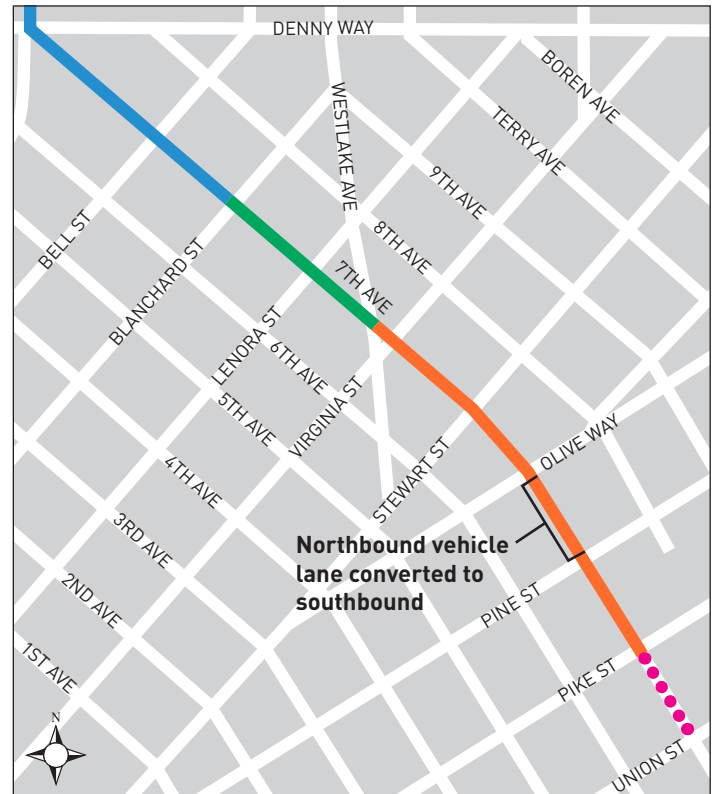 DENNY WAY
BOREN AVE
WESTLAKE AVE
TERRY AVE
9TH AVE
BELL ST
8TH AVE
BLANCHARD ST
7TH AVE
LENORA ST
6TH AVE
VIRGINIA ST
5TH AVE
OLIVE WAY
STEWART ST
4TH AVE
3RD AVE
Northbound vehicle
lane converted to
southbound
2ND AVE
PINE ST
1ST AVE
PIKE ST
N
UNION ST